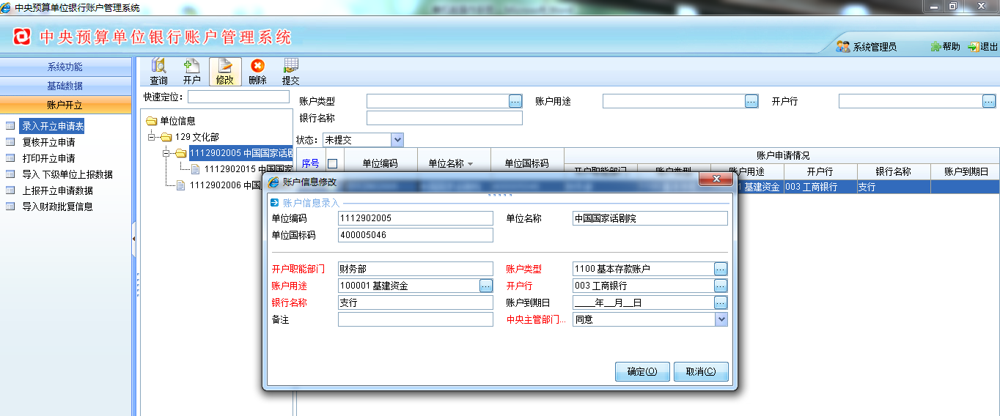 中央预算单位银行账户管理系统
中央预算单位银行账户管理系统
系统管理员 帮助 退出
系统功能
基础数据
账户开立
录入开立申请表
复核开立申请
打印开立申请
导入下级单位上报数据
上报开立申请数据
导入财政批复信息
查询 开户 修改 删除 提交
快速定位:
单位信息
129 文化部
1112902005 中国国家话剧
1112902015 中国国家
1112902006 中国
账户类型 账户用途 开户行
银行名称
状态: 未提交
序号 单位编码 单位名称 单位国标码 账户申请情况
开户职能部门 账户类型 账户用途 开户行 银行名称 账户到期日
基建资金 003 工商银行 支行
账户信息修改
账户信息录入
单位编码 1112902005 单位名称 中国国家话剧院
单位国标码 400005046
开户职能部门 财务部 账户类型 1100 基本存款账户
账户用途 100001 基建资金 开户行 003 工商银行
银行名称 支行 账户到期日 ____年__月__日
备注 中央主管部门... 同意
确定(O) 取消(C)